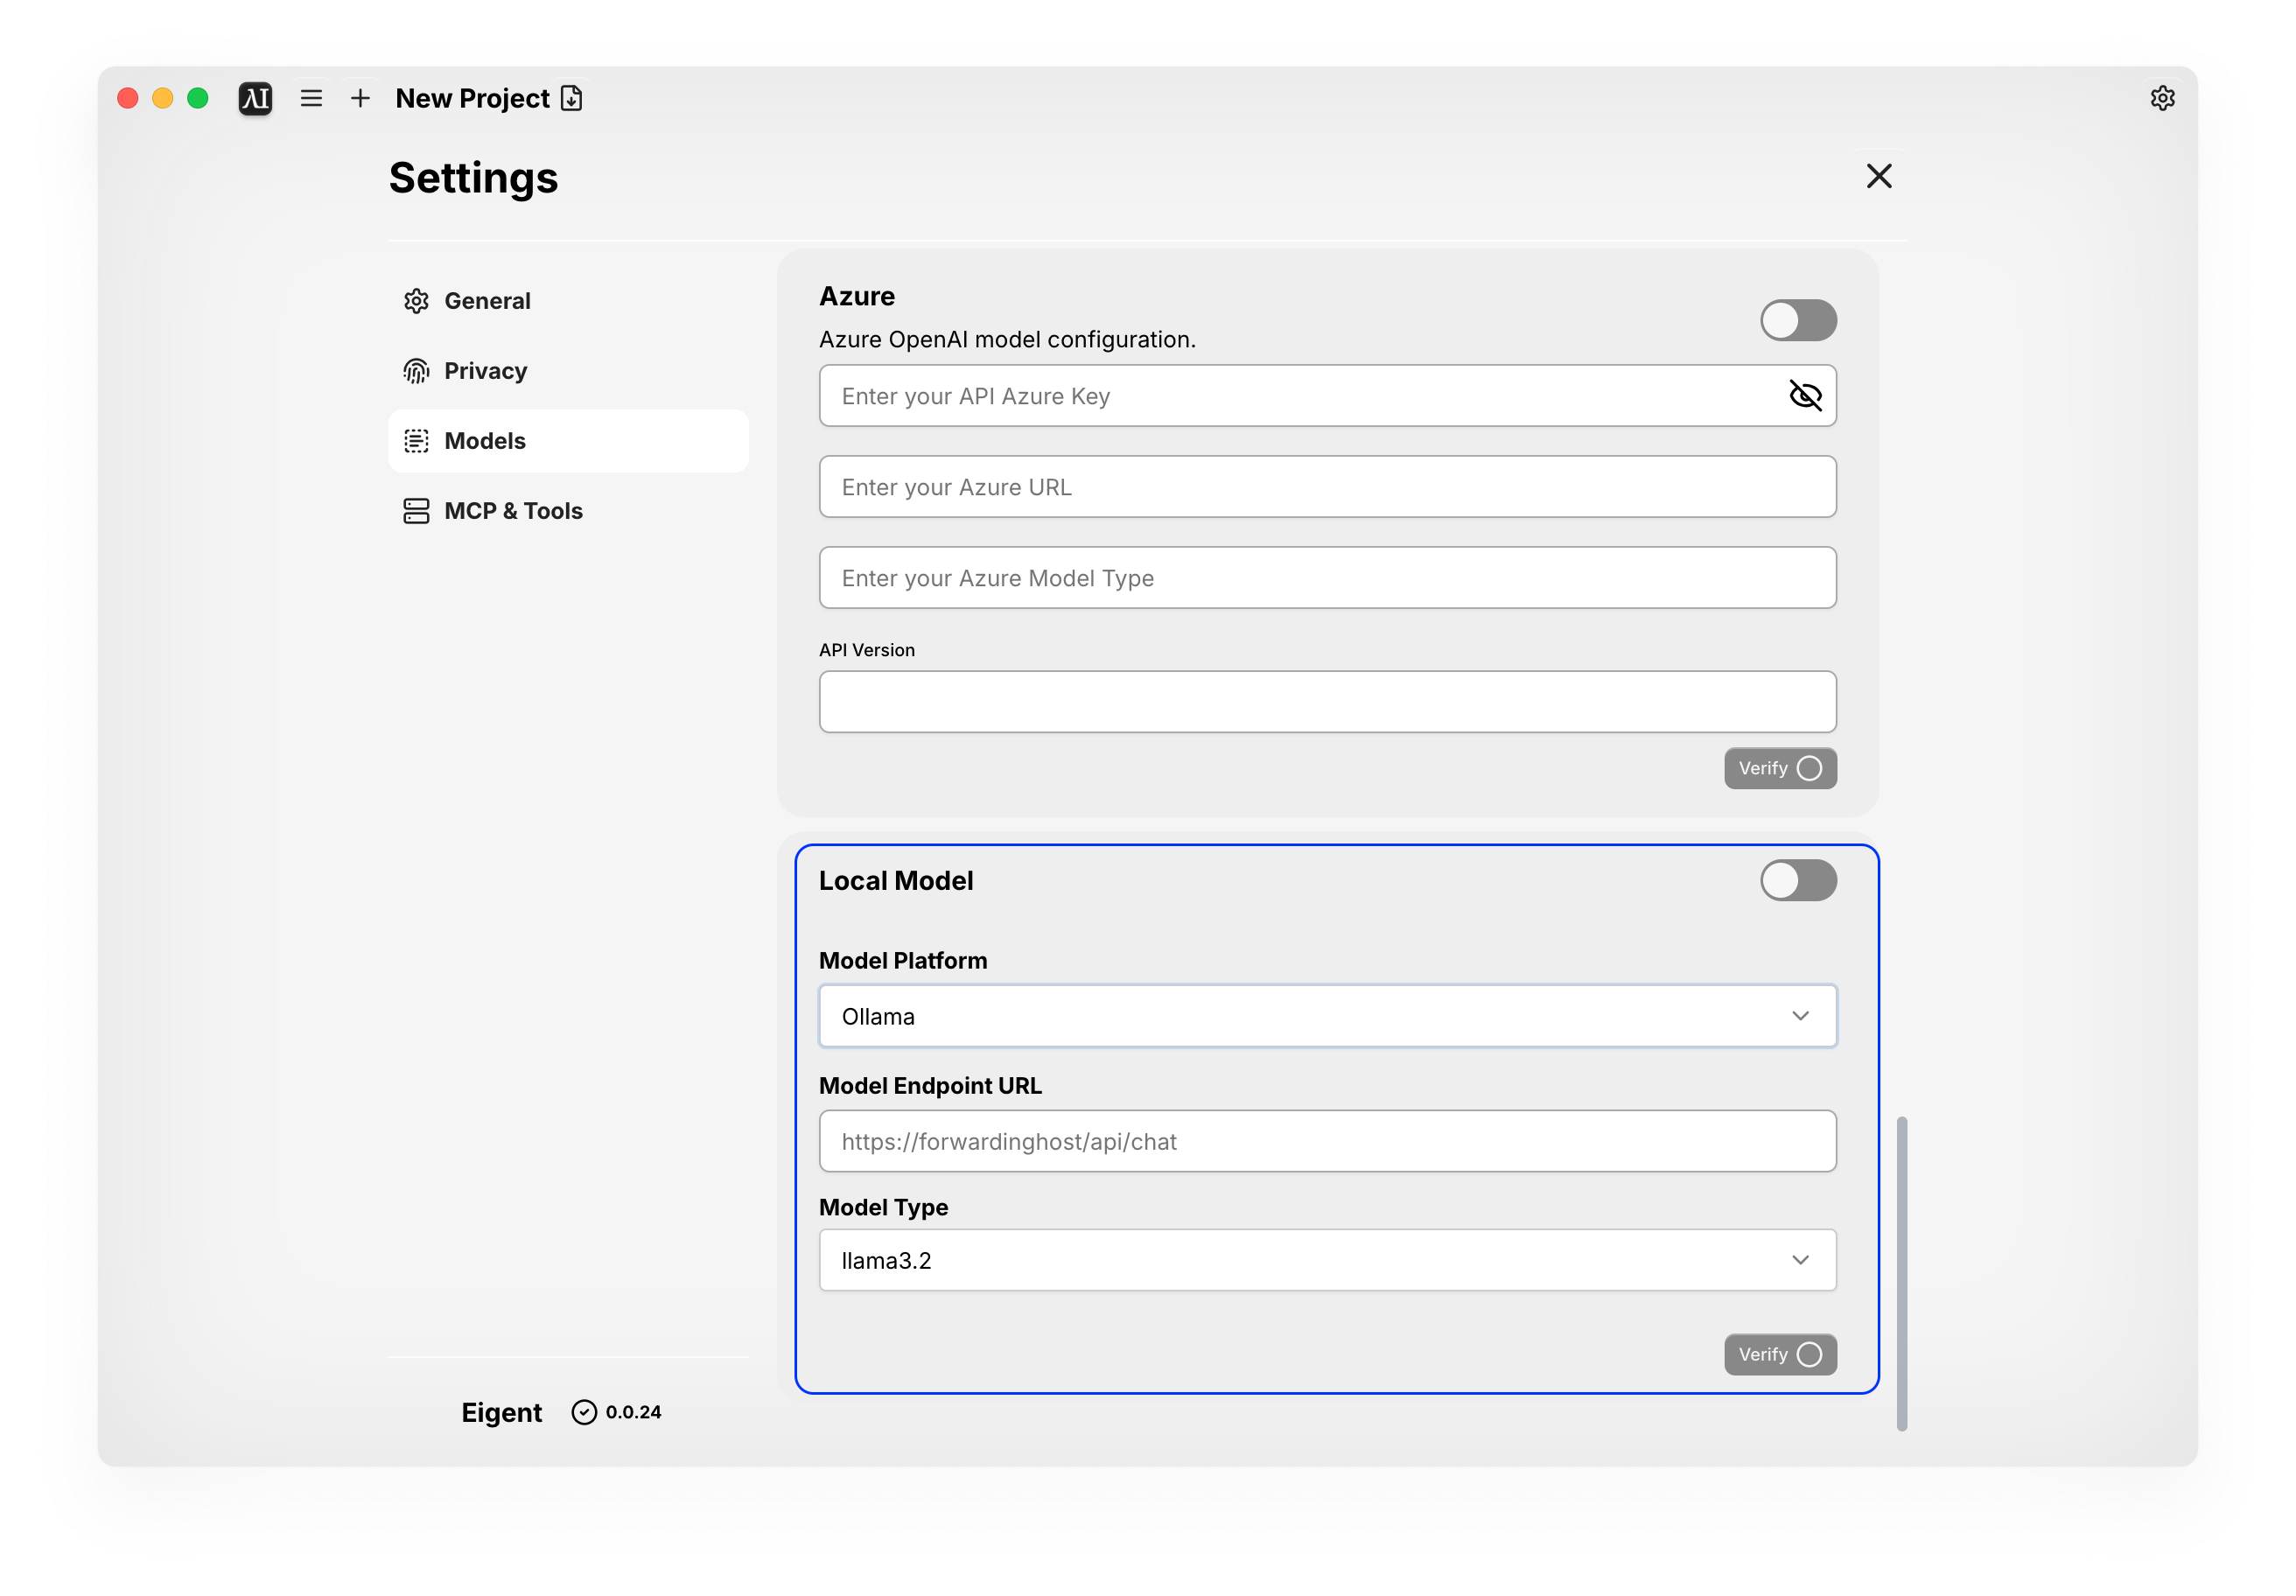 New Project
Settings
General
Privacy
Models
MCP & Tools
Azure
Azure OpenAI model configuration.
Enter your API Azure Key
Enter your Azure URL
Enter your Azure Model Type
API Version
Verify
Local Model
Model Platform
Ollama
Model Endpoint URL
https://forwardinghost/api/chat
Model Type
llama3.2
Verify
Eigent 0.0.24